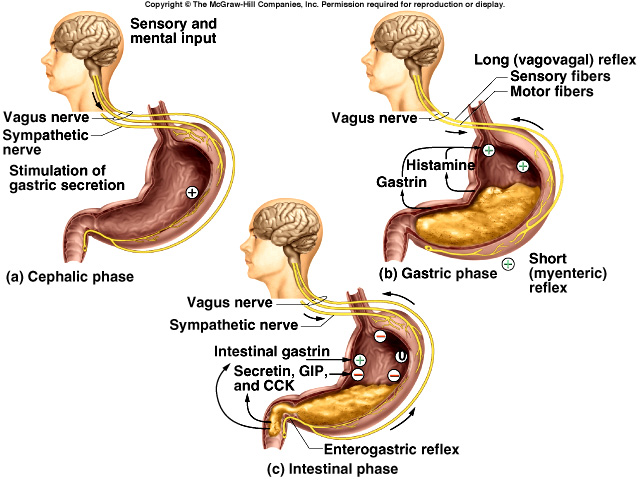 Copyright © The McGraw-Hill Companies, Inc. Permission required for reproduction or display.
Sensory and
mental input
Vagus nerve
Sympathetic
nerve
Stimulation of
gastric secretion
+
(a) Cephalic phase
Long (vagovagal) reflex
Sensory fibers
Motor fibers
Vagus nerve
+
+
Histamine
Gastrin
+
Short
(myenteric)
reflex
(b) Gastric phase
Vagus nerve
Sympathetic nerve
−
Intestinal gastrin
+
U
Secretin, GIP,
and CCK
−
−
Enterogastric reflex
(c) Intestinal phase